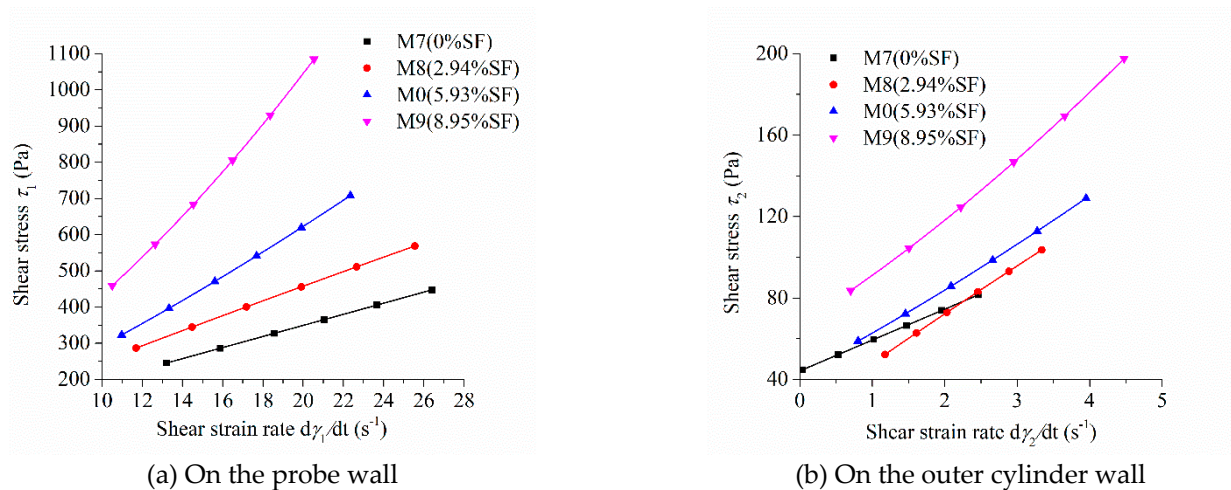 1100
1000
900
800
700
600
500
400
300
200
10 12 14 16 18 20 22 24 26 28
Shear stress τ1 (Pa)
Shear strain rate dγ1/dt (s-1)
M7(0%SF)
M8(2.94%SF)
M0(5.93%SF)
M9(8.95%SF)
(a) On the probe wall
200
160
120
80
40
0 1 2 3 4 5
Shear stress τ2 (Pa)
Shear strain rate dγ2/dt (s-1)
M7(0%SF)
M8(2.94%SF)
M0(5.93%SF)
M9(8.95%SF)
(b) On the outer cylinder wall